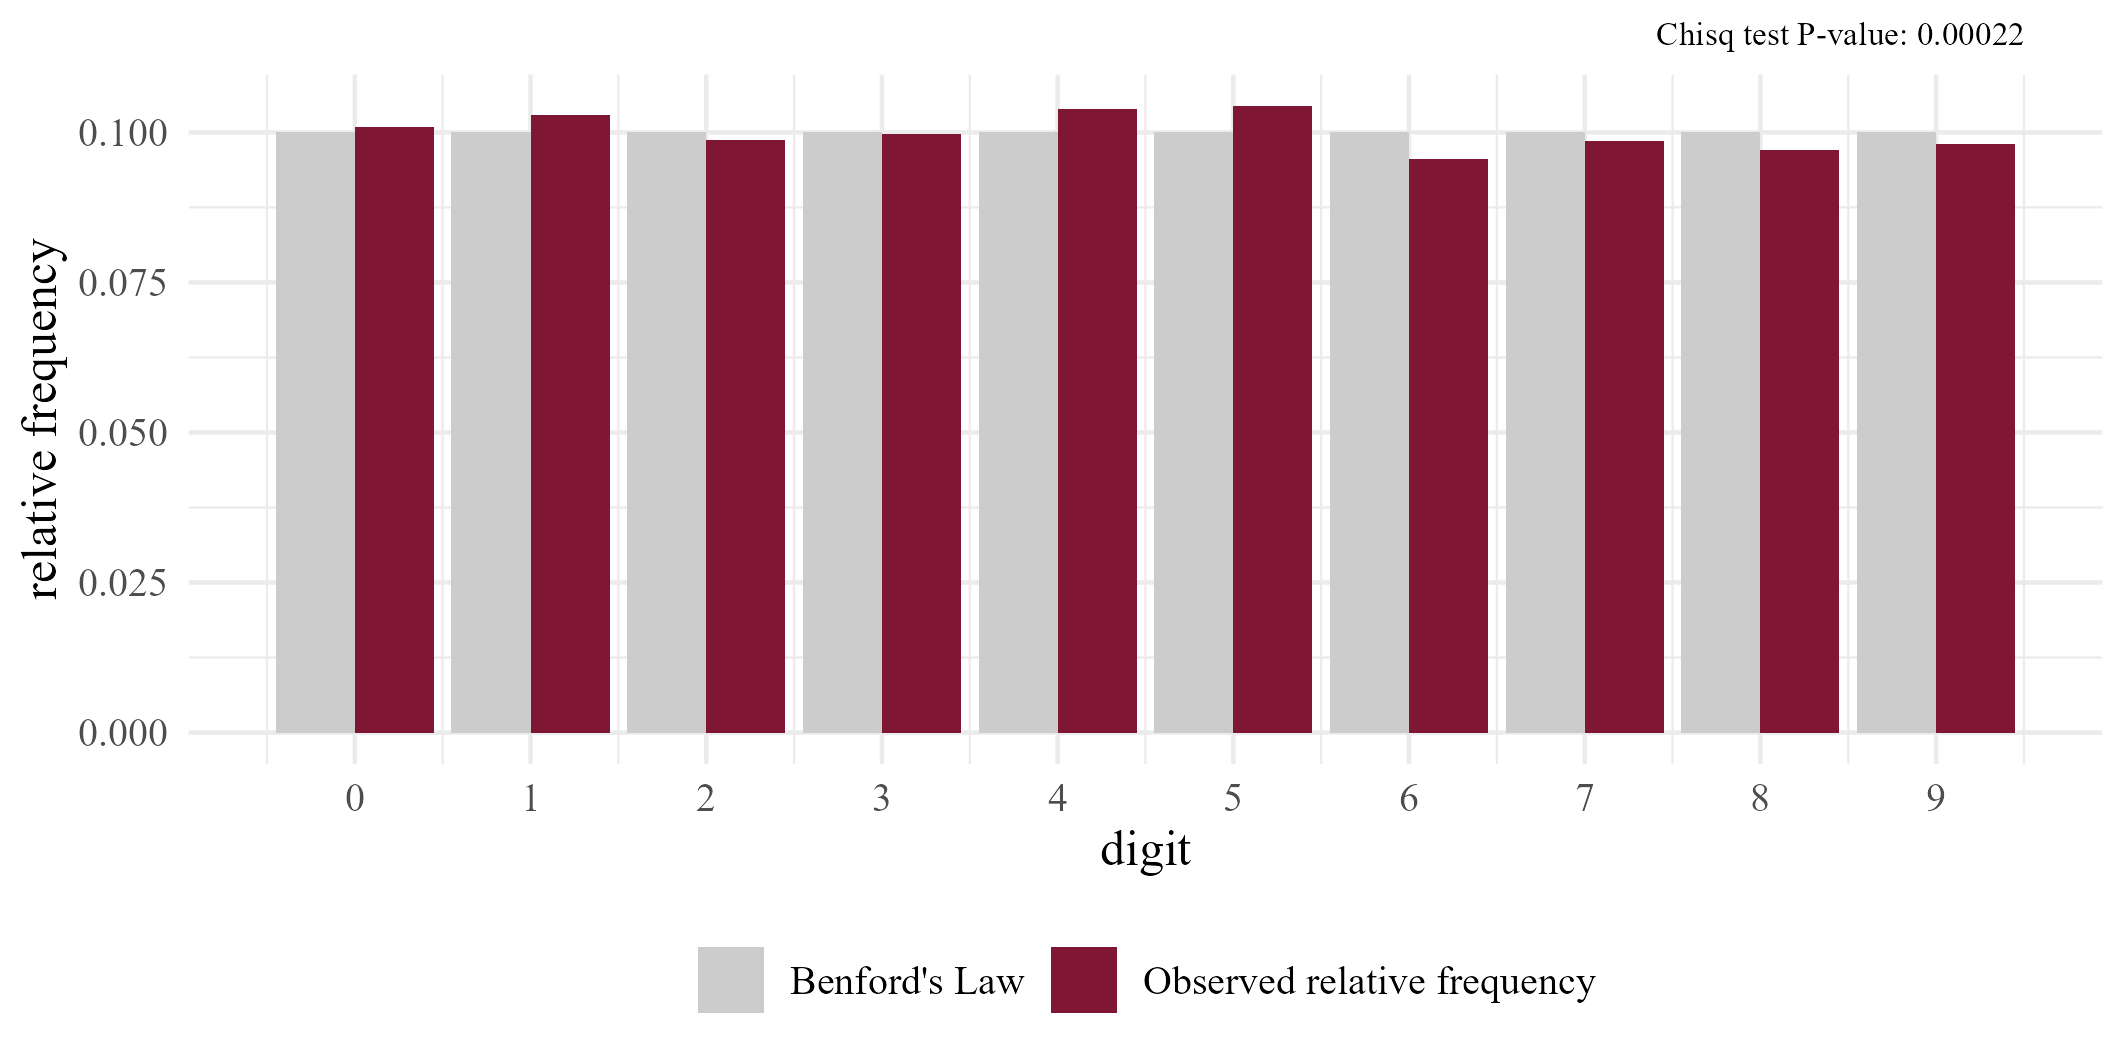 Chisq test P-value: 0.00022
relative frequency
0.100
0.075
0.050
0.025
0.000
0 1 2 3 4 5 6 7 8 9
digit
Benford's Law Observed relative frequency